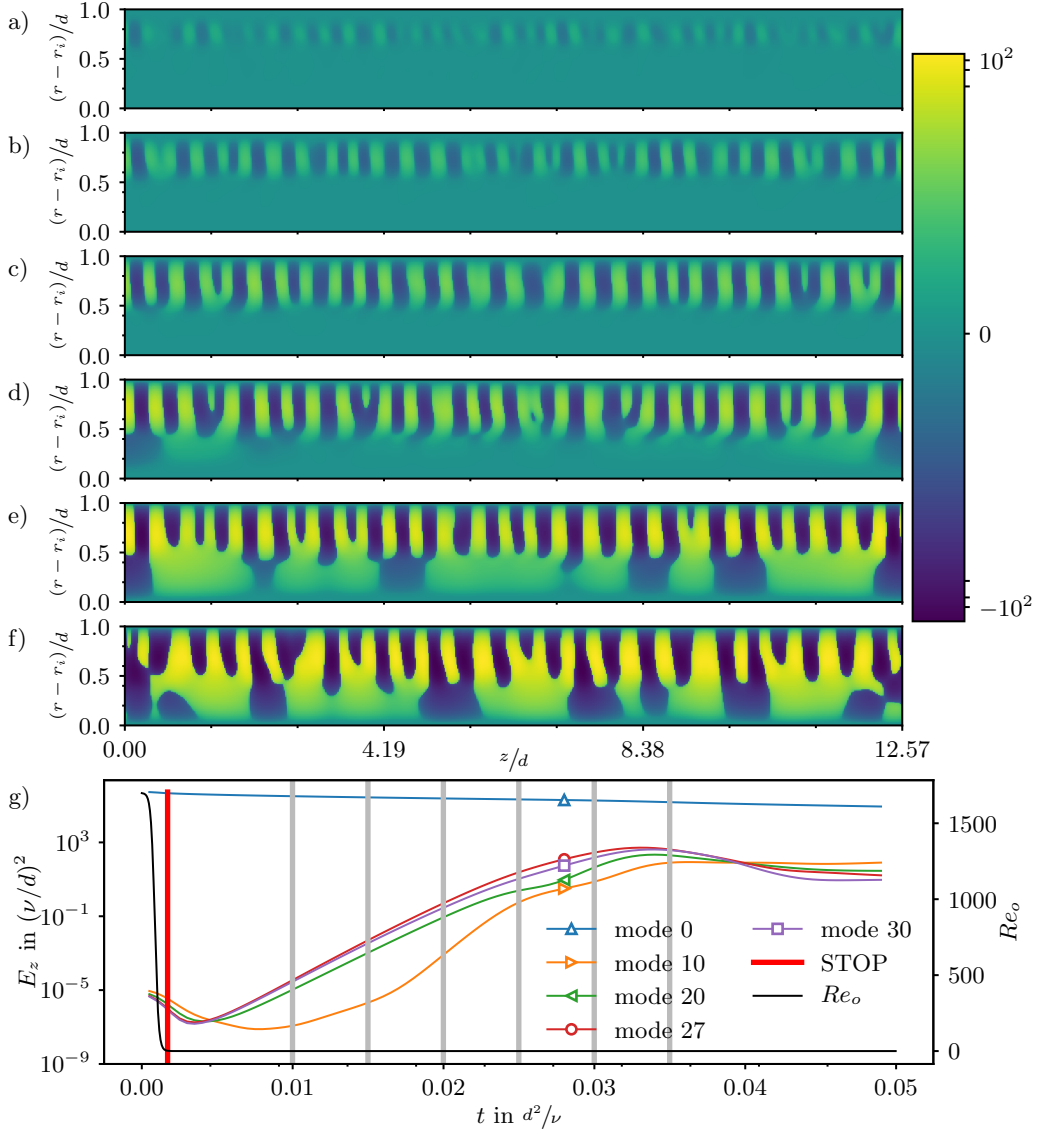 a)
(r − r_i)/d
1.0
0.5
0.0
b)
(r − r_i)/d
1.0
0.5
0.0
c)
(r − r_i)/d
1.0
0.5
0.0
d)
(r − r_i)/d
1.0
0.5
0.0
e)
(r − r_i)/d
1.0
0.5
0.0
f)
(r − r_i)/d
1.0
0.5
0.0
0.00 4.19 8.38 12.57
z/d
10^2
0
−10^2
g)
E_z in (ν/d)^2
10^3
10^−1
10^−5
10^−9
mode 0
mode 10
mode 20
mode 27
mode 30
STOP
Re_o
1500
1000
500
0
Re_o
0.00 0.01 0.02 0.03 0.04 0.05
t in d^2/ν